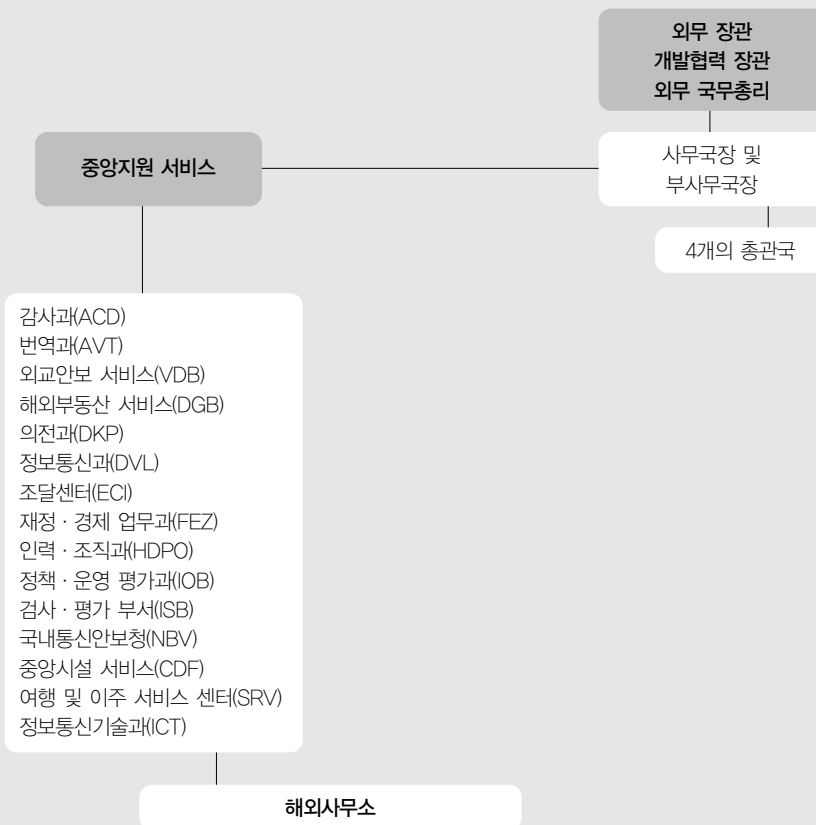 외무 장관
개발협력 장관
외무 국무총리
중앙지원 서비스
사무국장 및
부사무국장
4개의 총관국
감사과(ACD)
번역과(AVT)
외교안보 서비스(VDB)
해외부동산 서비스(DGB)
의전과(DKP)
정보통신과(DVL)
조달센터(ECI)
재정 · 경제 업무과(FEZ)
인력 · 조직과(HDPO)
정책 · 운영 평가과(IOB)
검사 · 평가 부서(ISB)
국내통신안보청(NBV)
중앙시설 서비스(CDF)
여행 및 이주 서비스 센터(SRV)
정보통신기술과(ICT)
해외사무소